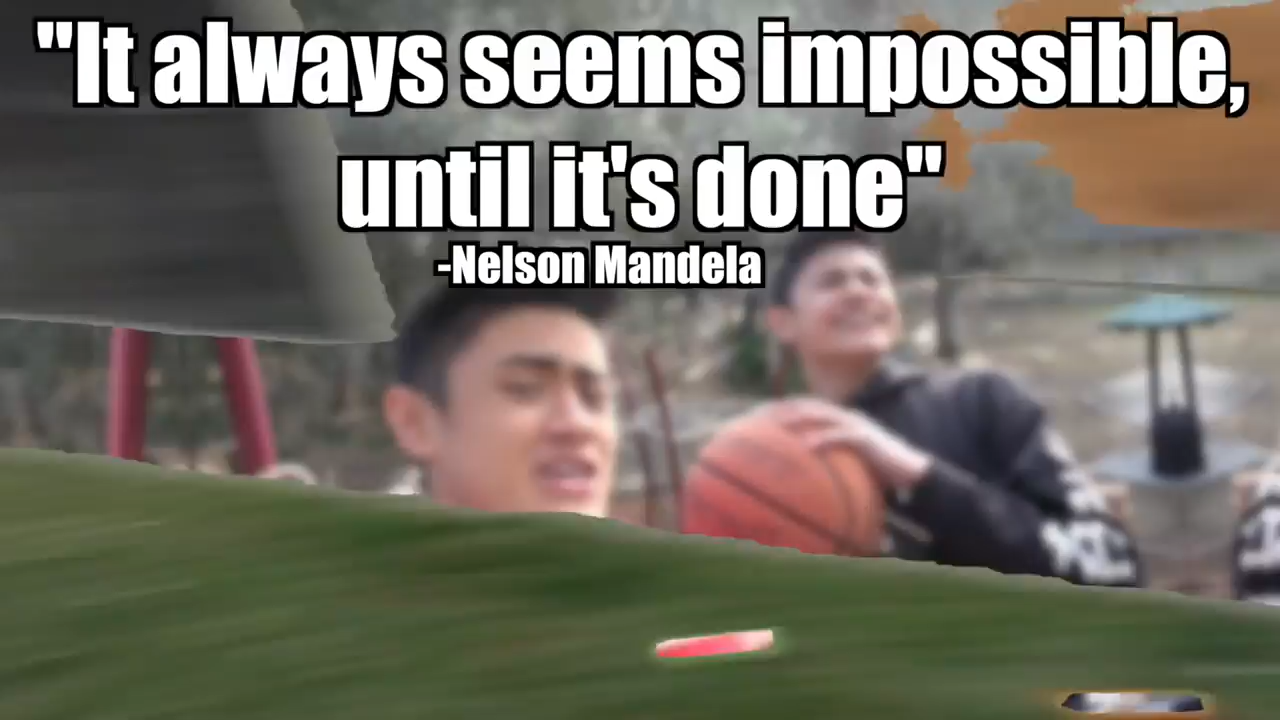 "It always seems impossible,
until it's done"
-Nelson Mandela